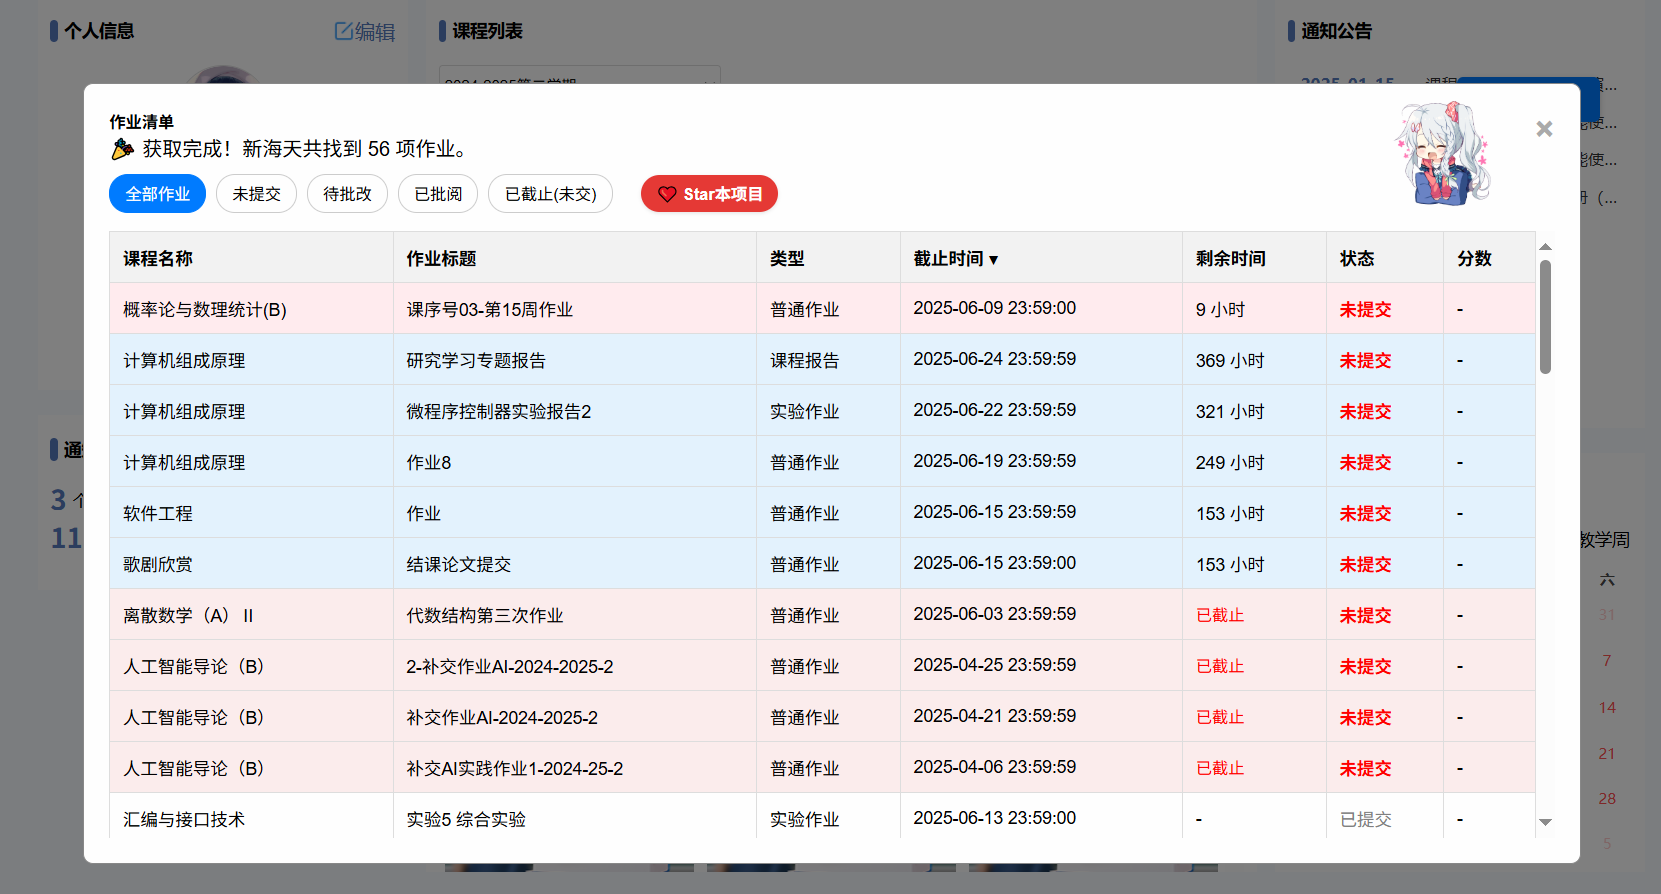 个人信息
编辑
课程列表
通知公告
作业清单
🎉 获取完成！新海天共找到 56 项作业。
全部作业 未提交 待批改 已批阅 已截止(未交) Star本项目
课程名称 作业标题 类型 截止时间 ▼ 剩余时间 状态 分数
概率论与数理统计(B) 课序号03-第15周作业 普通作业 2025-06-09 23:59:00 9 小时 未提交 -
计算机组成原理 研究学习专题报告 课程报告 2025-06-24 23:59:59 369 小时 未提交 -
计算机组成原理 微程序控制器实验报告2 实验作业 2025-06-22 23:59:59 321 小时 未提交 -
计算机组成原理 作业8 普通作业 2025-06-19 23:59:59 249 小时 未提交 -
软件工程 作业 普通作业 2025-06-15 23:59:59 153 小时 未提交 -
歌剧欣赏 结课论文提交 普通作业 2025-06-15 23:59:00 153 小时 未提交 -
离散数学（A） II 代数结构第三次作业 普通作业 2025-06-03 23:59:59 已截止 未提交 -
人工智能导论（B） 2-补交作业AI-2024-2025-2 普通作业 2025-04-25 23:59:59 已截止 未提交 -
人工智能导论（B） 补交作业AI-2024-2025-2 普通作业 2025-04-21 23:59:59 已截止 未提交 -
人工智能导论（B） 补交AI实践作业1-2024-25-2 普通作业 2025-04-06 23:59:59 已截止 未提交 -
汇编与接口技术 实验5 综合实验 实验作业 2025-06-13 23:59:00 - 已提交 -
3 个
11
教学周
六
31
7
14
21
28
5